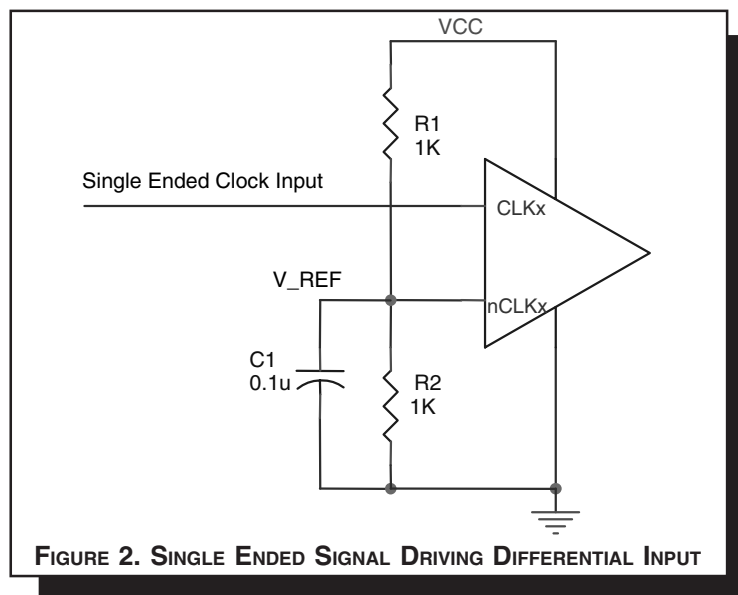 VCC
R1
1K
Single Ended Clock Input
CLKx
V_REF
nCLKx
C1
0.1u
R2
1K
FIGURE 2. SINGLE ENDED SIGNAL DRIVING DIFFERENTIAL INPUT